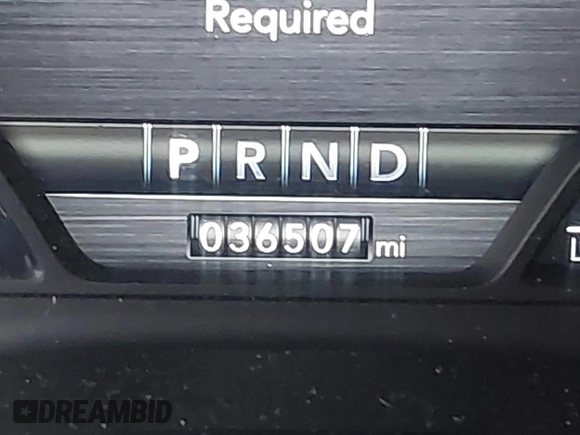 Required
P R N D
036507 mi
DREAMBID